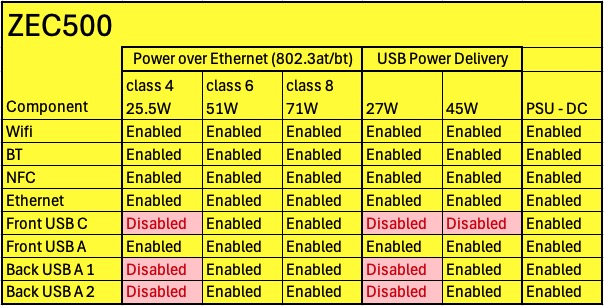 ZEC500
Power over Ethernet (802.3at/bt) USB Power Delivery
class 4 class 6 class 8
Component 25.5W 51W 71W 27W 45W PSU - DC
Wifi Enabled Enabled Enabled Enabled Enabled Enabled
BT Enabled Enabled Enabled Enabled Enabled Enabled
NFC Enabled Enabled Enabled Enabled Enabled Enabled
Ethernet Enabled Enabled Enabled Enabled Enabled Enabled
Front USB C Disabled Enabled Enabled Disabled Disabled Enabled
Front USB A Enabled Enabled Enabled Enabled Enabled Enabled
Back USB A 1 Disabled Enabled Enabled Disabled Enabled Enabled
Back USB A 2 Disabled Enabled Enabled Disabled Enabled Enabled